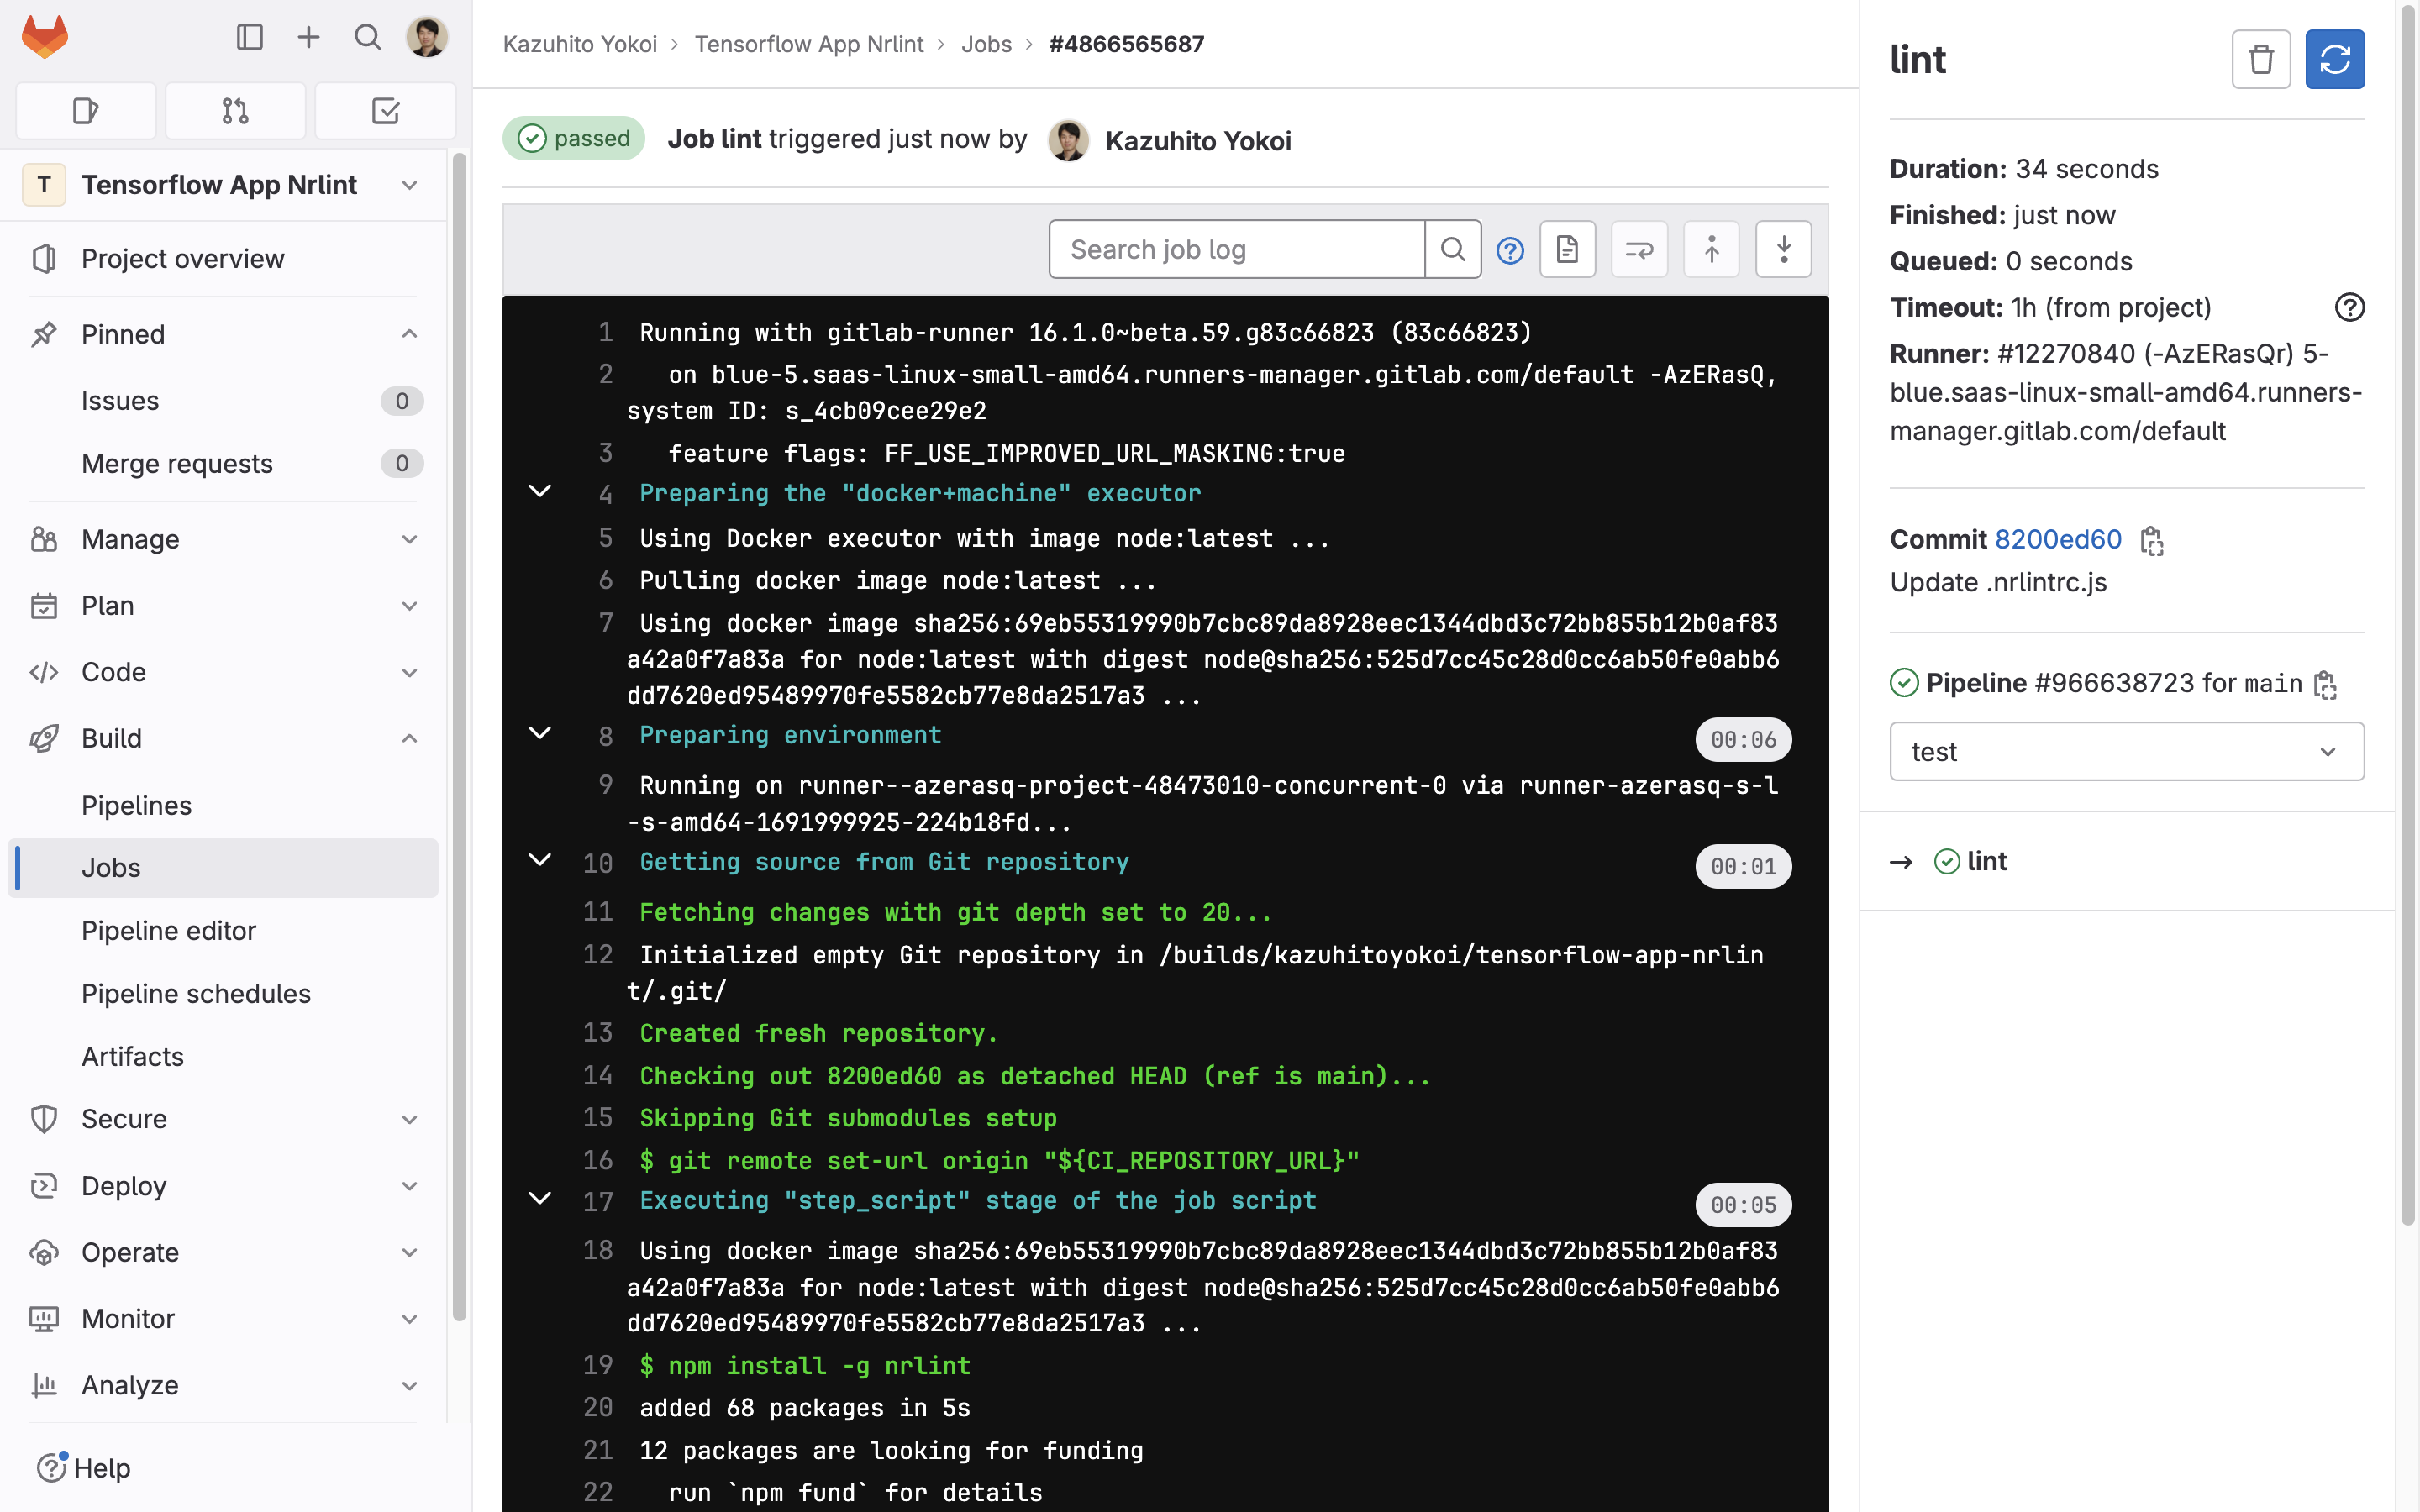 T Tensorflow App Nrlint
Project overview
Pinned
Issues 0
Merge requests 0
Manage
Plan
Code
Build
Pipelines
Jobs
Pipeline editor
Pipeline schedules
Artifacts
Secure
Deploy
Operate
Monitor
Analyze
Help
Kazuhito Yokoi > Tensorflow App Nrlint > Jobs > #4866565687
passed Job lint triggered just now by Kazuhito Yokoi
Search job log
1 Running with gitlab-runner 16.1.0~beta.59.g83c66823 (83c66823)
2 on blue-5.saas-linux-small-amd64.runners-manager.gitlab.com/default -AzERasQ,
system ID: s_4cb09cee29e2
3 feature flags: FF_USE_IMPROVED_URL_MASKING:true
4 Preparing the "docker+machine" executor
5 Using Docker executor with image node:latest ...
6 Pulling docker image node:latest ...
7 Using docker image sha256:69eb55319990b7cbc89da8928eec1344dbd3c72bb855b12b0af83
a42a0f7a83a for node:latest with digest node@sha256:525d7cc45c28d0cc6ab50fe0abb6
dd7620ed95489970fe5582cb77e8da2517a3 ...
8 Preparing environment 00:06
9 Running on runner--azerasq-project-48473010-concurrent-0 via runner-azerasq-s-l
-s-amd64-1691999925-224b18fd...
10 Getting source from Git repository 00:01
11 Fetching changes with git depth set to 20...
12 Initialized empty Git repository in /builds/kazuhitoyokoi/tensorflow-app-nrlin
t/.git/
13 Created fresh repository.
14 Checking out 8200ed60 as detached HEAD (ref is main)...
15 Skipping Git submodules setup
16 $ git remote set-url origin "${CI_REPOSITORY_URL}"
17 Executing "step_script" stage of the job script 00:05
18 Using docker image sha256:69eb55319990b7cbc89da8928eec1344dbd3c72bb855b12b0af83
a42a0f7a83a for node:latest with digest node@sha256:525d7cc45c28d0cc6ab50fe0abb6
dd7620ed95489970fe5582cb77e8da2517a3 ...
19 $ npm install -g nrlint
20 added 68 packages in 5s
21 12 packages are looking for funding
22 run `npm fund` for details
lint
Duration: 34 seconds
Finished: just now
Queued: 0 seconds
Timeout: 1h (from project)
Runner: #12270840 (-AzERasQr) 5-
blue.saas-linux-small-amd64.runners-
manager.gitlab.com/default
Commit 8200ed60
Update .nrlintrc.js
Pipeline #966638723 for main
test
→ lint